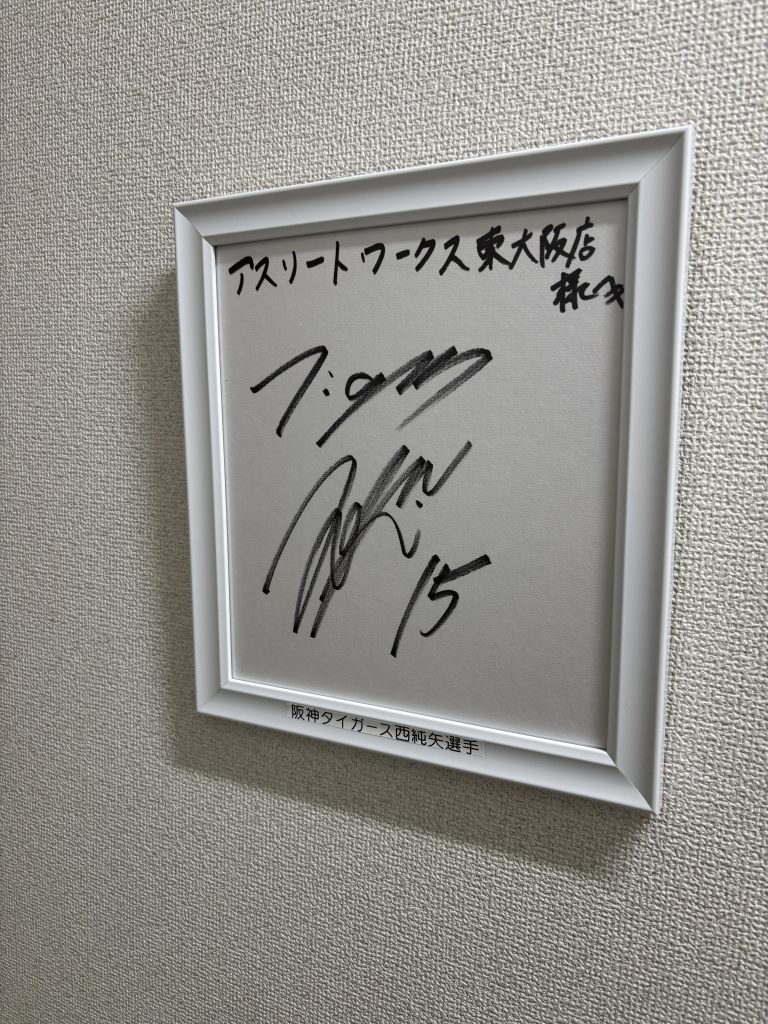 アスリートワークス東大阪店
様へ
Tigers
15
阪神タイガース西純矢選手